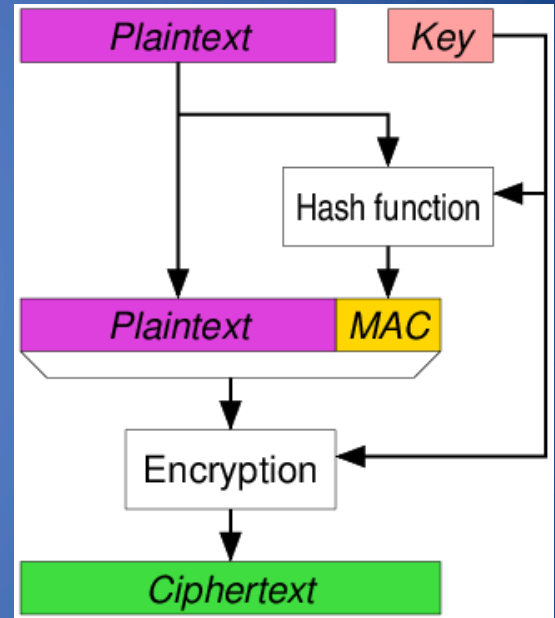 Plaintext
Key
Hash function
Plaintext
MAC
Encryption
Ciphertext